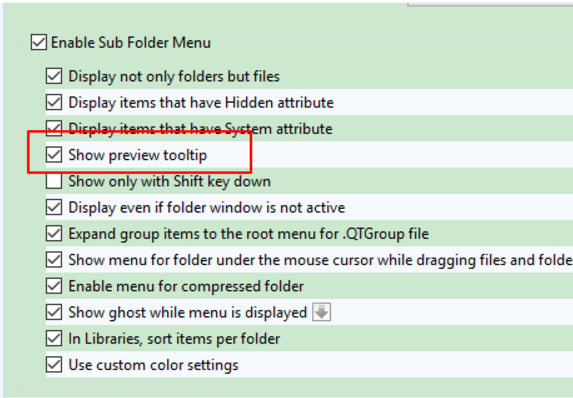 Enable Sub Folder Menu
Display not only folders but files
Display items that have Hidden attribute
Display items that have System attribute
Show preview tooltip
Show only with Shift key down
Display even if folder window is not active
Expand group items to the root menu for .QTGroup file
Show menu for folder under the mouse cursor while dragging files and folde
Enable menu for compressed folder
Show ghost while menu is displayed
In Libraries, sort items per folder
Use custom color settings